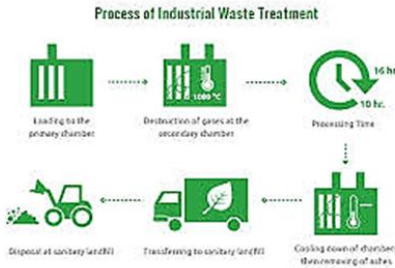 Process of Industrial Waste Treatment
1000 °C
16 hr
10 hr.
Loading to the
primary chamber
Destruction of gases at the
secondary chamber
Processing Time
Disposal at sanitary landfill
Transferring to sanitary landfill
Cooling down of chambers
then removing of ashes